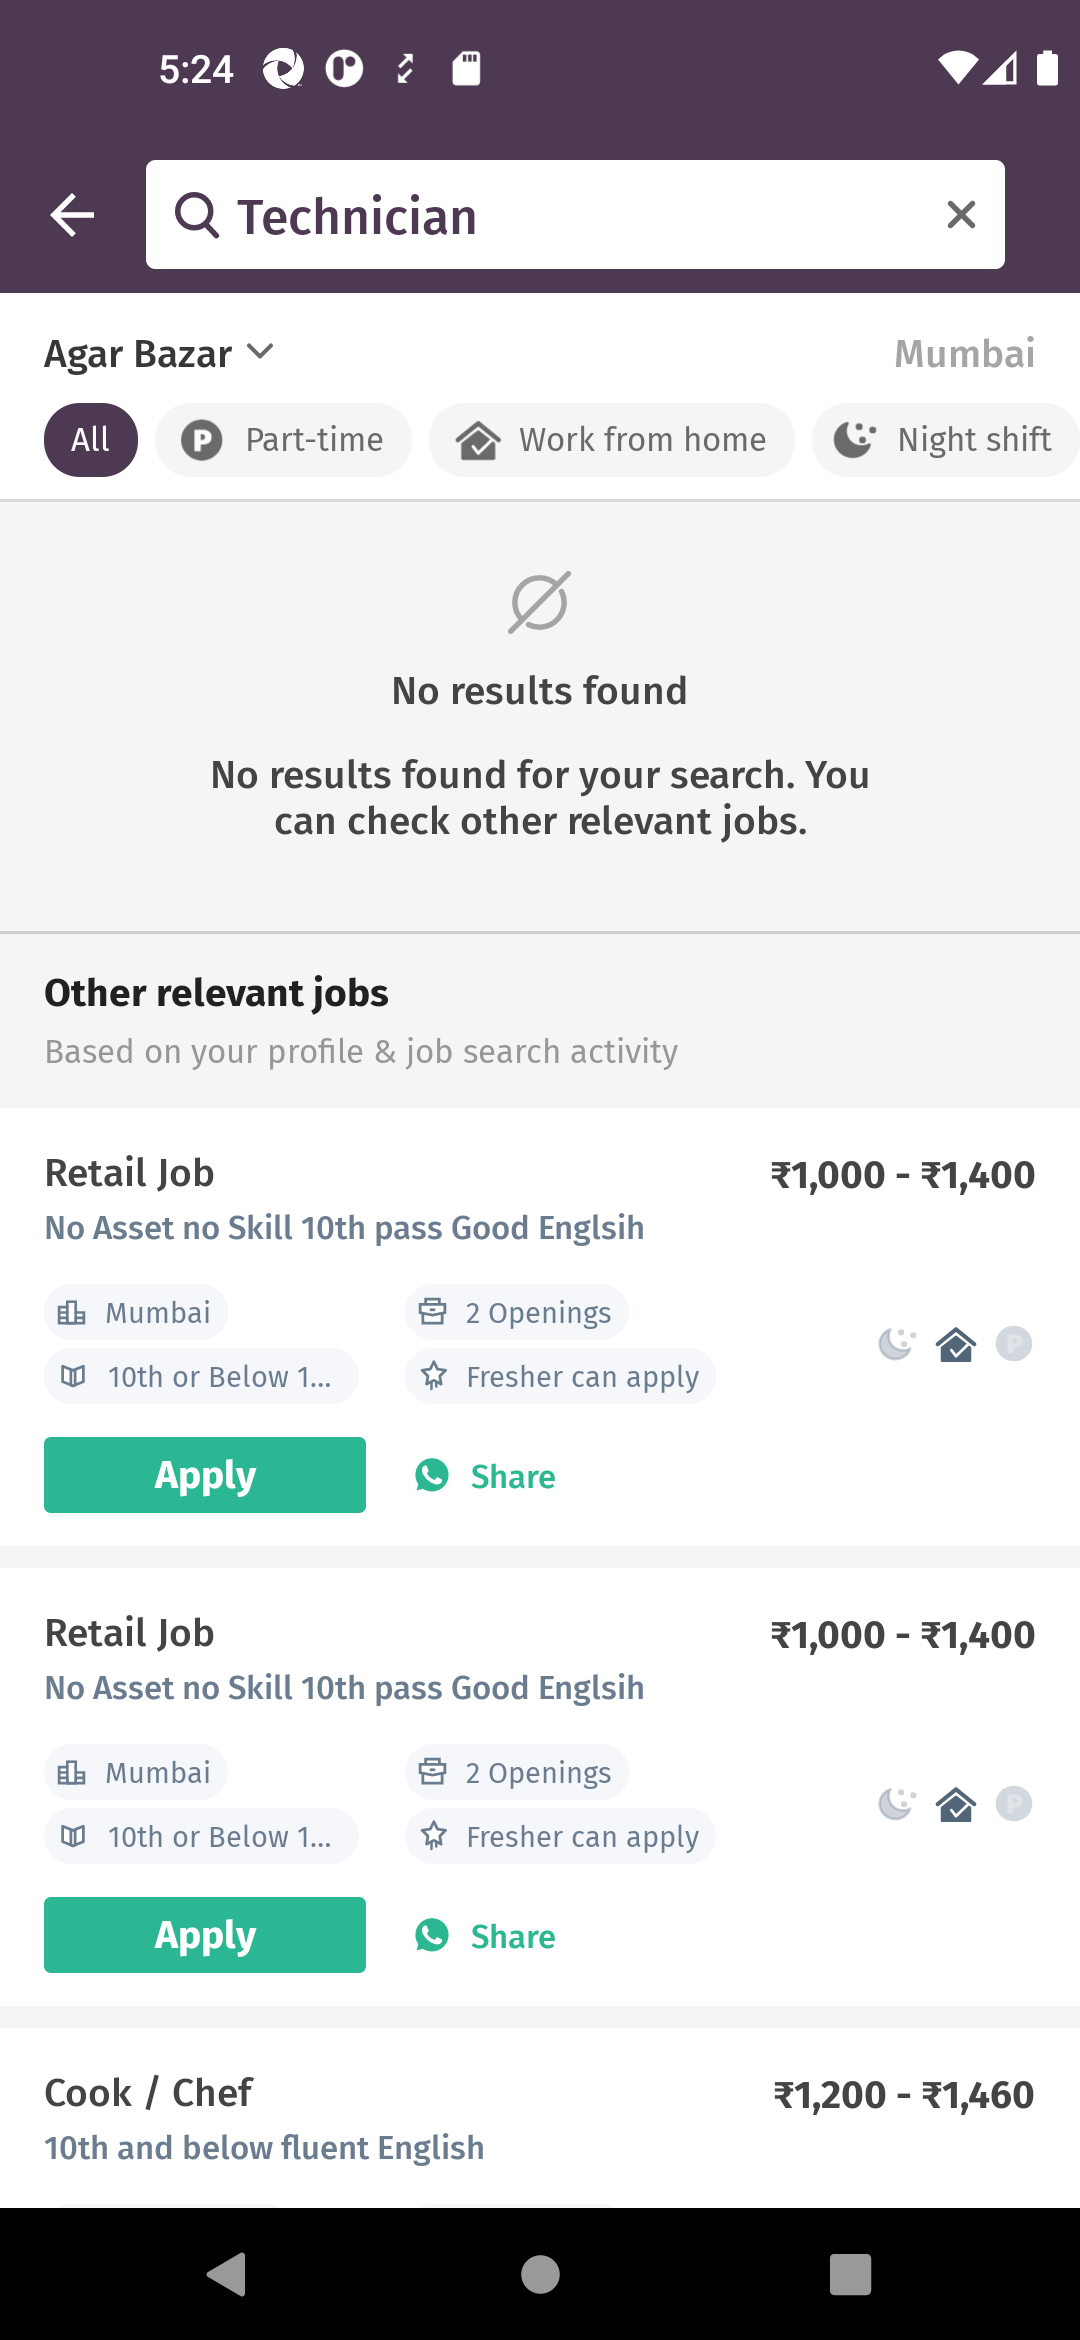 5:24
Technician
Agar Bazar
Mumbai
All
Part-time
Work from home
Night shift
No results found
No results found for your search. You
can check other relevant jobs.
Other relevant jobs
Based on your profile & job search activity
Retail Job
₹1,000 - ₹1,400
No Asset no Skill 10th pass Good Englsih
Mumbai
2 Openings
10th or Below 1...
Fresher can apply
Apply
Share
Retail Job
₹1,000 - ₹1,400
No Asset no Skill 10th pass Good Englsih
Mumbai
2 Openings
10th or Below 1...
Fresher can apply
Apply
Share
Cook / Chef
₹1,200 - ₹1,460
10th and below fluent English